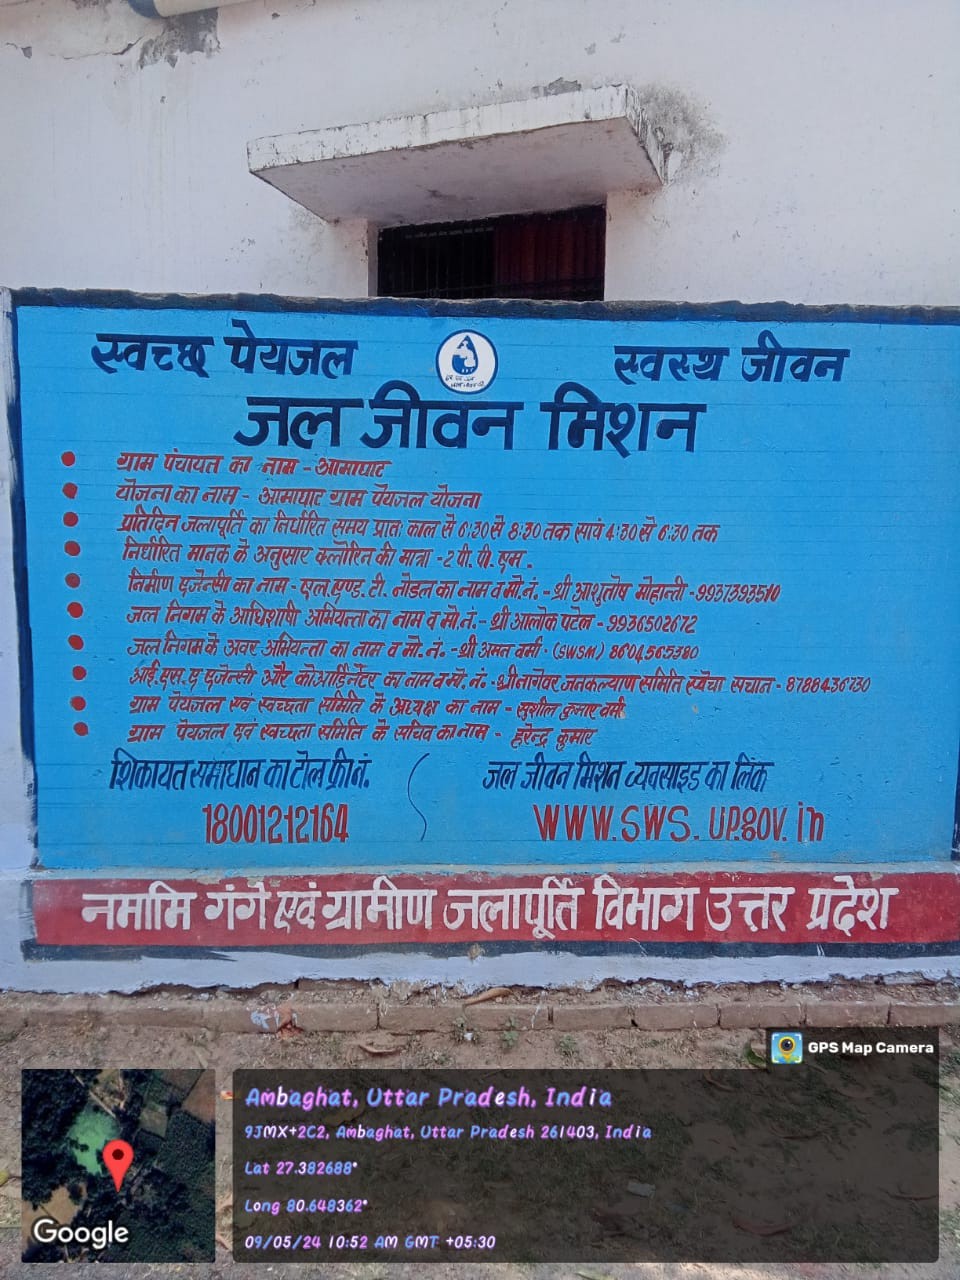 स्वच्छ पेयजल
स्वस्थ जीवन
जल जीवन मिशन
ग्राम पंचायत का नाम - आमाघाट
योजना का नाम - आमाघाट ग्राम पेयजल योजना
प्रतिदिन जलापूर्ति का निर्धारित समय प्रातः काल से 6:30 से 8:30 तक सायं 4:30 से 6:30 तक
निर्धारित मानक के अनुसार क्लोरिन की मात्रा - 2 पी. पी. एम.
निर्माण एजेन्सी का नाम - एल. एण्ड. टी. नोडल का नाम व मो. नं. - श्री आशुतोष मोहान्ती - 9937393510
जल निगम के अधिशाषी अभियन्ता का नाम व मो. नं. - श्री आलोक पटेल - 9936502672
जल निगम के अवर अभियन्ता का नाम व मो. नं. - श्री अमन वर्मा. (SWSM) 8604565380
आई. एस. ए एजेन्सी और कोआर्डिनेटर का नाम व मो. नं. - श्री जनकल्याण समिति - 8788436730
ग्राम पेयजल एवं स्वच्छता समिति के अध्यक्ष का नाम - सुशील कुमार वर्मा
ग्राम पेयजल एवं स्वच्छता समिति के सचिव का नाम - हरेन्द्र कुमार
शिकायत समाधान का टोल फ्री नं.
18001212164
जल जीवन मिशन व्यवसाइड का लिंक
WWW.SWS.UP.GOV.in
नमामि गंगे एवं ग्रामीण जलापूर्ति विभाग उत्तर प्रदेश
GPS Map Camera
Ambaghat, Uttar Pradesh, India
9JMX+2C2, Ambaghat, Uttar Pradesh 261403, India
Lat 27.382688°
Long 80.648362°
09/05/24 10:52 AM GMT +05:30
Google